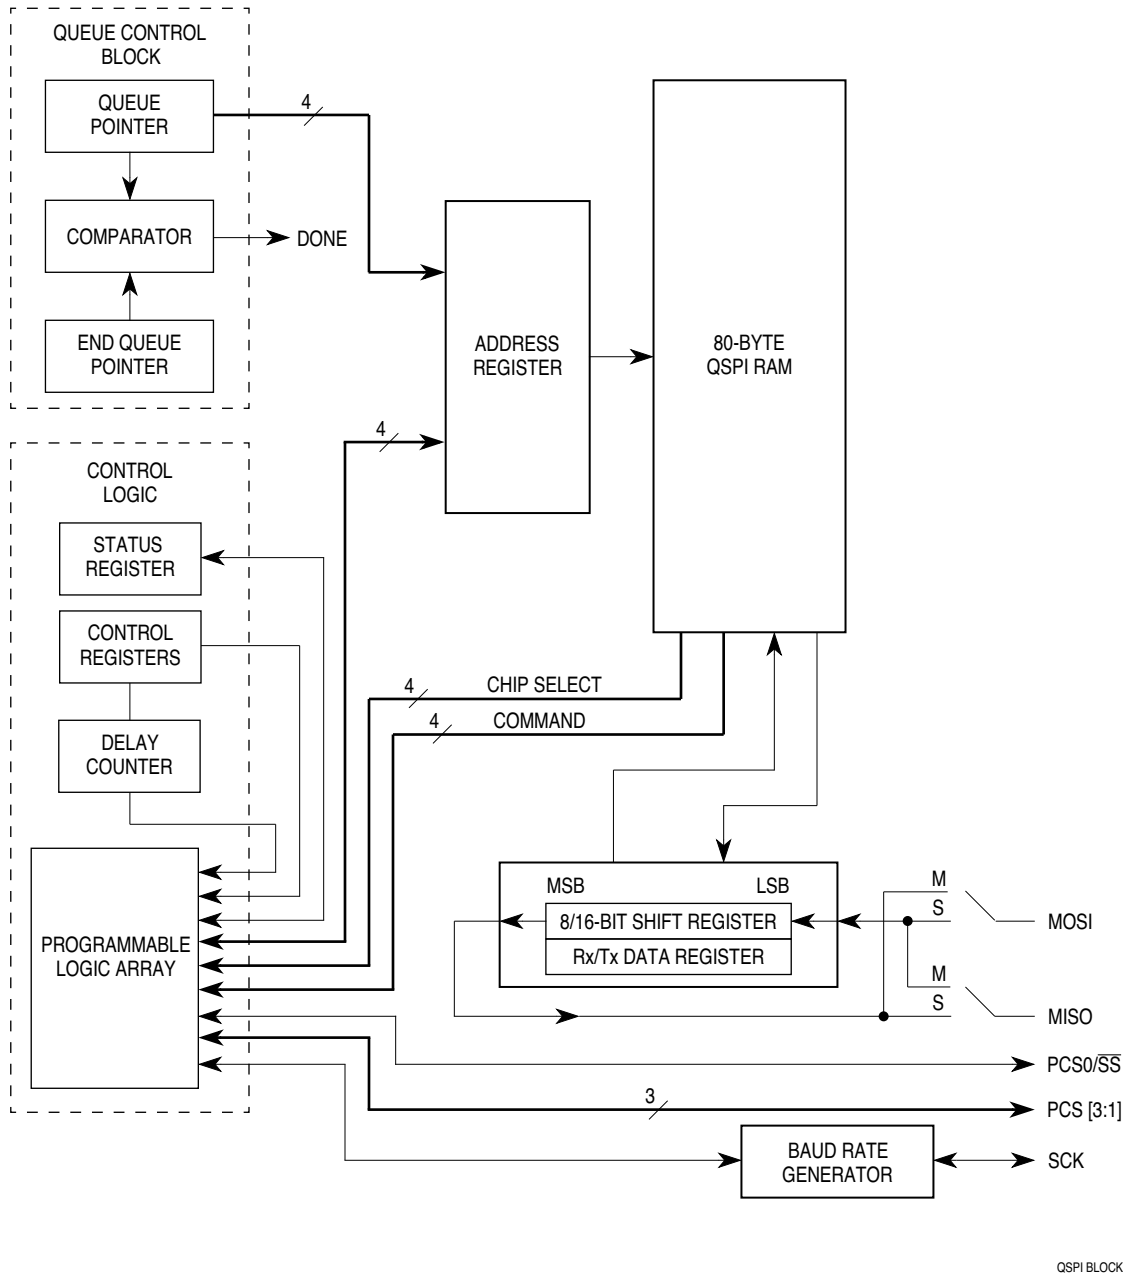 QUEUE CONTROL
BLOCK
QUEUE
POINTER
4
COMPARATOR
DONE
END QUEUE
POINTER
ADDRESS
REGISTER
80-BYTE
QSPI RAM
4
CONTROL
LOGIC
STATUS
REGISTER
CONTROL
REGISTERS
4 CHIP SELECT
4 COMMAND
DELAY
COUNTER
MSB LSB
8/16-BIT SHIFT REGISTER
Rx/Tx DATA REGISTER
M
S
MOSI
M
S
MISO
PROGRAMMABLE
LOGIC ARRAY
PCS0/S̅S̅
3
PCS [3:1]
BAUD RATE
GENERATOR
SCK
QSPI BLOCK